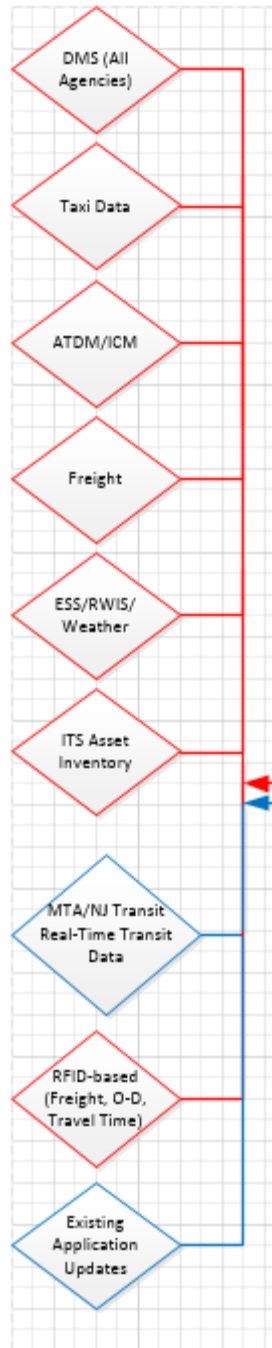 DMS (All
Agencies)
Taxi Data
ATDM/ICM
Freight
ESS/RWIS/
Weather
ITS Asset
Inventory
MTA/NJ Transit
Real-Time Transit
Data
RFID-based
(Freight, O-D,
Travel Time)
Existing
Application
Updates